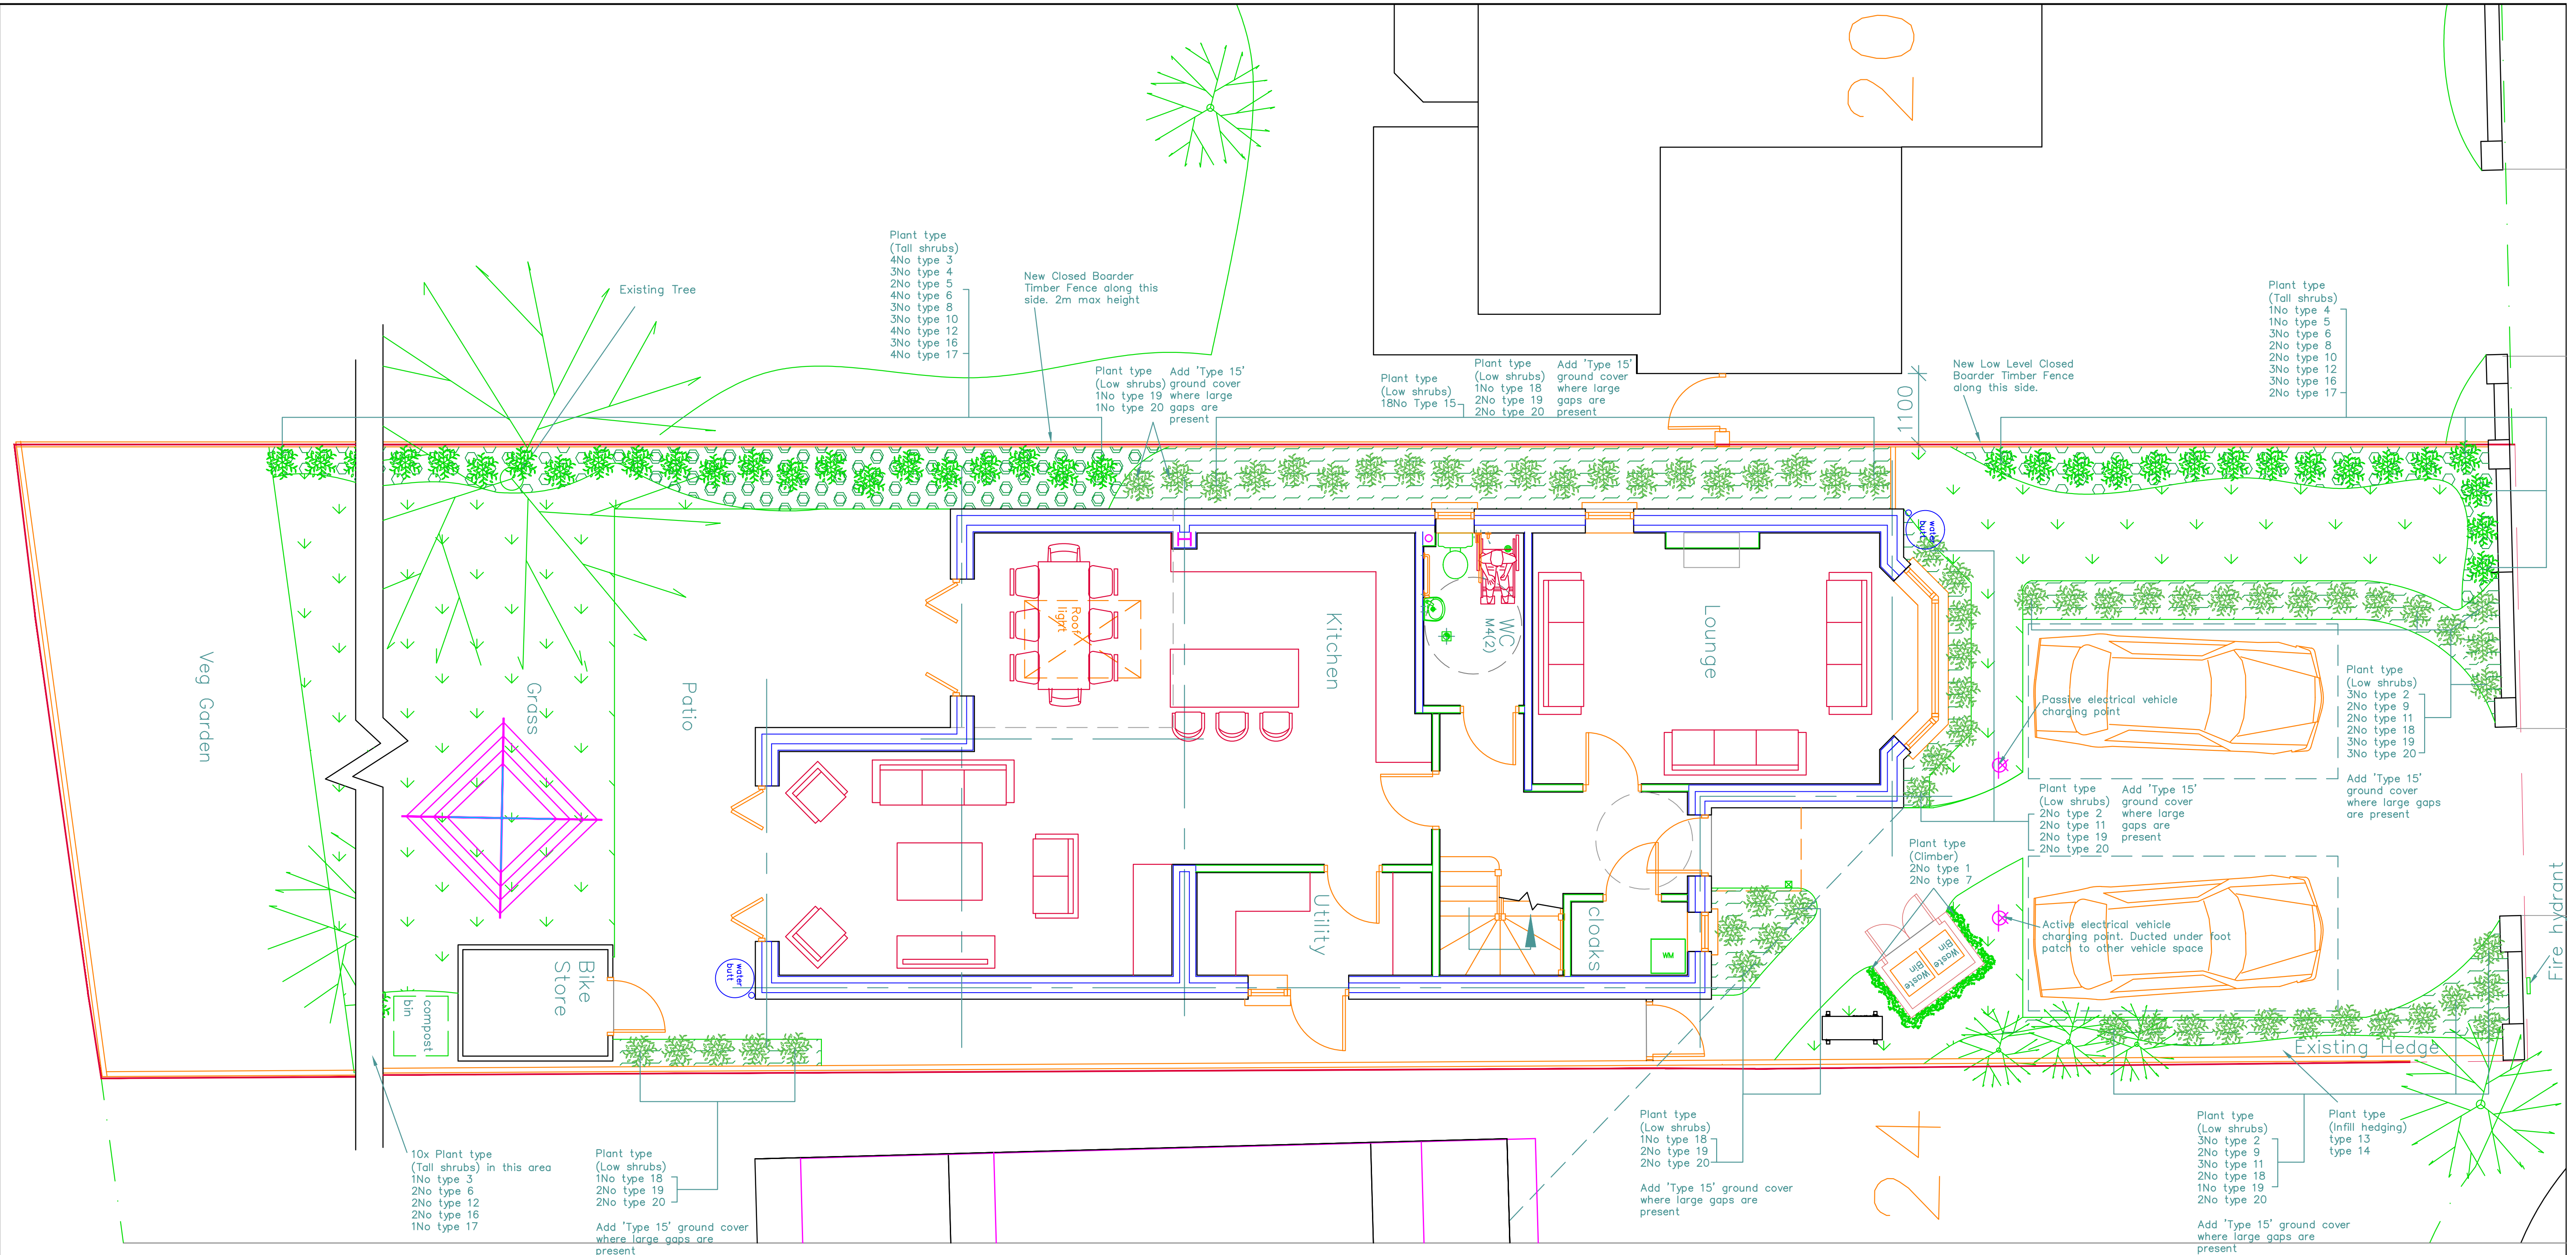 20
Plant type
(Tall shrubs)
4No type 3
3No type 4
2No type 5
4No type 6
3No type 8
3No type 10
4No type 12
3No type 16
4No type 17
Existing Tree
New Closed Boarder
Timber Fence along this
side. 2m max height
Plant type
(Low shrubs)
1No type 19
1No type 20
Add 'Type 15'
ground cover
where large
gaps are
present
Plant type
(Low shrubs)
18No Type 15
Plant type
(Low shrubs)
1No type 18
2No type 19
2No type 20
Add 'Type 15'
ground cover
where large
gaps are
present
1100
New Low Level Closed
Boarder Timber Fence
along this side.
Plant type
(Tall shrubs)
1No type 4
1No type 5
3No type 6
2No type 8
2No type 10
3No type 12
3No type 16
2No type 17
Veg Garden
Grass
Patio
Roof
light
Kitchen
WC
M4(2)
Lounge
water
butt
Passive electrical vehicle
charging point
Plant type
(Low shrubs)
3No type 2
2No type 9
2No type 11
2No type 18
3No type 19
3No type 20
Add 'Type 15'
ground cover
where large gaps
are present
Plant type
(Low shrubs)
2No type 2
2No type 11
2No type 19
2No type 20
Add 'Type 15'
ground cover
where large
gaps are
present
Plant type
(Climber)
2No type 1
2No type 7
Active electrical vehicle
charging point. Ducted under foot
patch to other vehicle space
Waste
Bin
Waste
Bin
Fire hydrant
Utility
cloaks
WM
water
butt
Bike
Store
compost
bin
Existing Hedge
24
10x Plant type
(Tall shrubs) in this area
1No type 3
2No type 6
2No type 12
2No type 16
1No type 17
Plant type
(Low shrubs)
1No type 18
2No type 19
2No type 20
Add 'Type 15' ground cover
where large gaps are
present
Plant type
(Low shrubs)
1No type 18
2No type 19
2No type 20
Add 'Type 15' ground cover
where large gaps are
present
Plant type
(Low shrubs)
3No type 2
2No type 9
3No type 11
2No type 18
1No type 19
2No type 20
Add 'Type 15' ground cover
where large gaps are
present
Plant type
(Infill hedging)
type 13
type 14